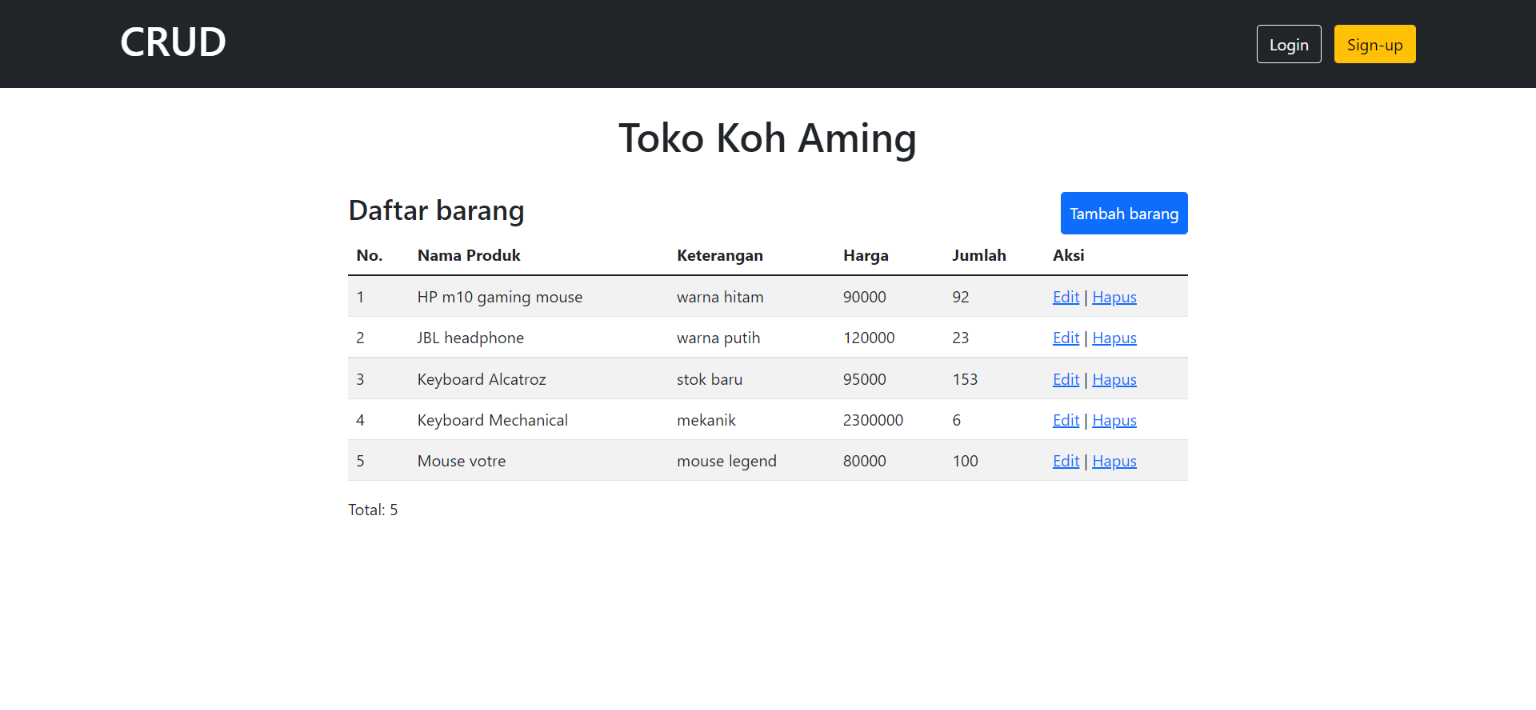 CRUD
Login
Sign-up
Toko Koh Aming
Daftar barang
Tambah barang
No. Nama Produk Keterangan Harga Jumlah Aksi
1 HP m10 gaming mouse warna hitam 90000 92 Edit | Hapus
2 JBL headphone warna putih 120000 23 Edit | Hapus
3 Keyboard Alcatroz stok baru 95000 153 Edit | Hapus
4 Keyboard Mechanical mekanik 2300000 6 Edit | Hapus
5 Mouse votre mouse legend 80000 100 Edit | Hapus
Total: 5